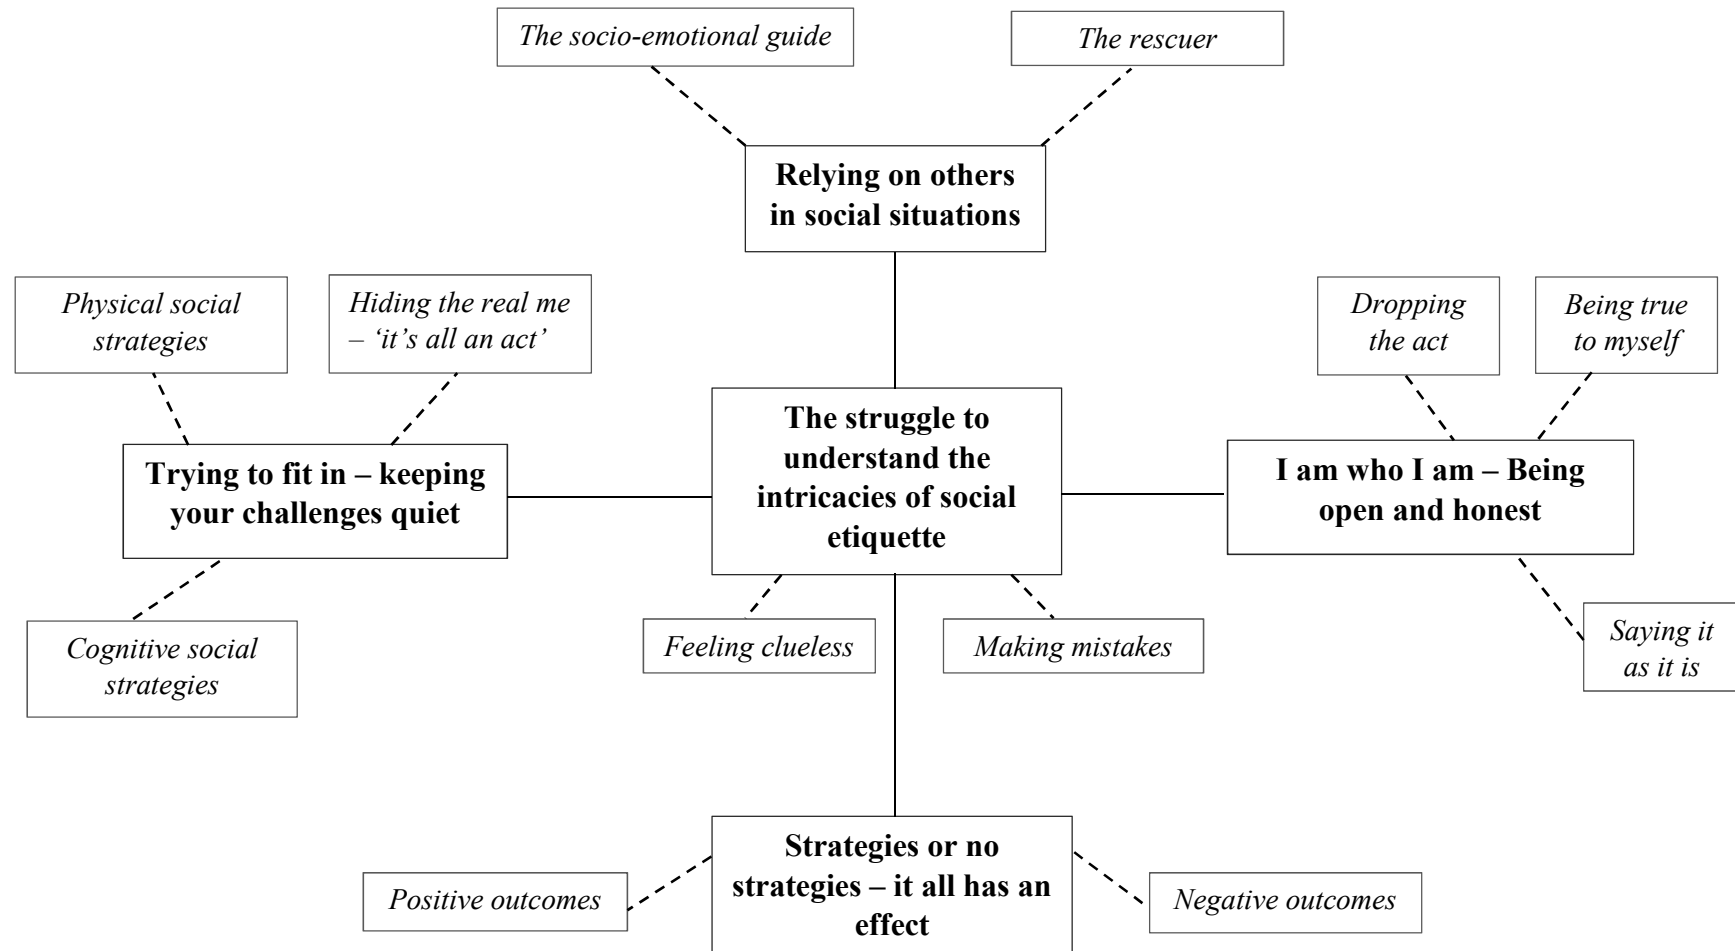 The socio-emotional guide
The rescuer
Relying on others
in social situations
Physical social
strategies
Hiding the real me
– ‘it’s all an act’
Dropping
the act
Being true
to myself
Trying to fit in – keeping
your challenges quiet
The struggle to
understand the
intricacies of social
etiquette
I am who I am – Being
open and honest
Cognitive social
strategies
Feeling clueless
Making mistakes
Saying it
as it is
Strategies or no
strategies – it all has an
effect
Positive outcomes
Negative outcomes